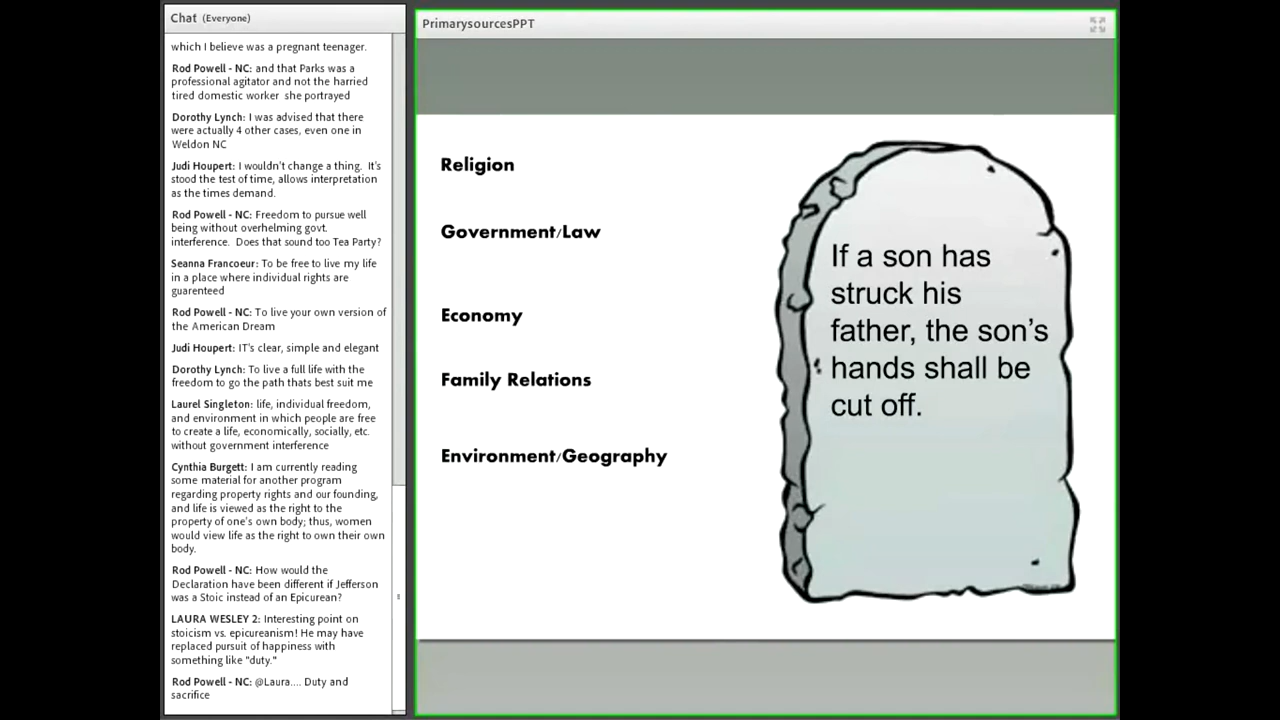 Chat (Everyone)
which I believe was a pregnant teenager.
Rod Powell - NC: and that Parks was a
professional agitator and not the harried
tired domestic worker she portrayed
Dorothy Lynch: I was advised that there
were actually 4 other cases, even one in
Weldon NC
Judi Houpert: I wouldn't change a thing. It's
stood the test of time, allows interpretation
as the times demand.
Rod Powell - NC: Freedom to pursue well
being without overhelming govt.
interference. Does that sound too Tea Party?
Seanna Francoeur: To be free to live my life
in a place where individual rights are
guarenteed
Rod Powell - NC: To live your own version of
the American Dream
Judi Houpert: IT's clear, simple and elegant
Dorothy Lynch: To live a full life with the
freedom to go the path thats best suit me
Laurel Singleton: life, individual freedom,
and environment in which people are free
to create a life, economically, socially, etc.
without government interference
Cynthia Burgett: I am currently reading
some material for another program
regarding property rights and our founding,
and life is viewed as the right to the
property of one's own body; thus, women
would view life as the right to own their own
body.
Rod Powell - NC: How would the
Declaration have been different if Jefferson
was a Stoic instead of an Epicurean?
LAURA WESLEY 2: Interesting point on
stoicism vs. epicureanism! He may have
replaced pursuit of happiness with
something like "duty."
Rod Powell - NC: @Laura.... Duty and
sacrifice
PrimarysourcesPPT
Religion
Government/Law
Economy
Family Relations
Environment/Geography
If a son has
struck his
father, the son's
hands shall be
cut off.